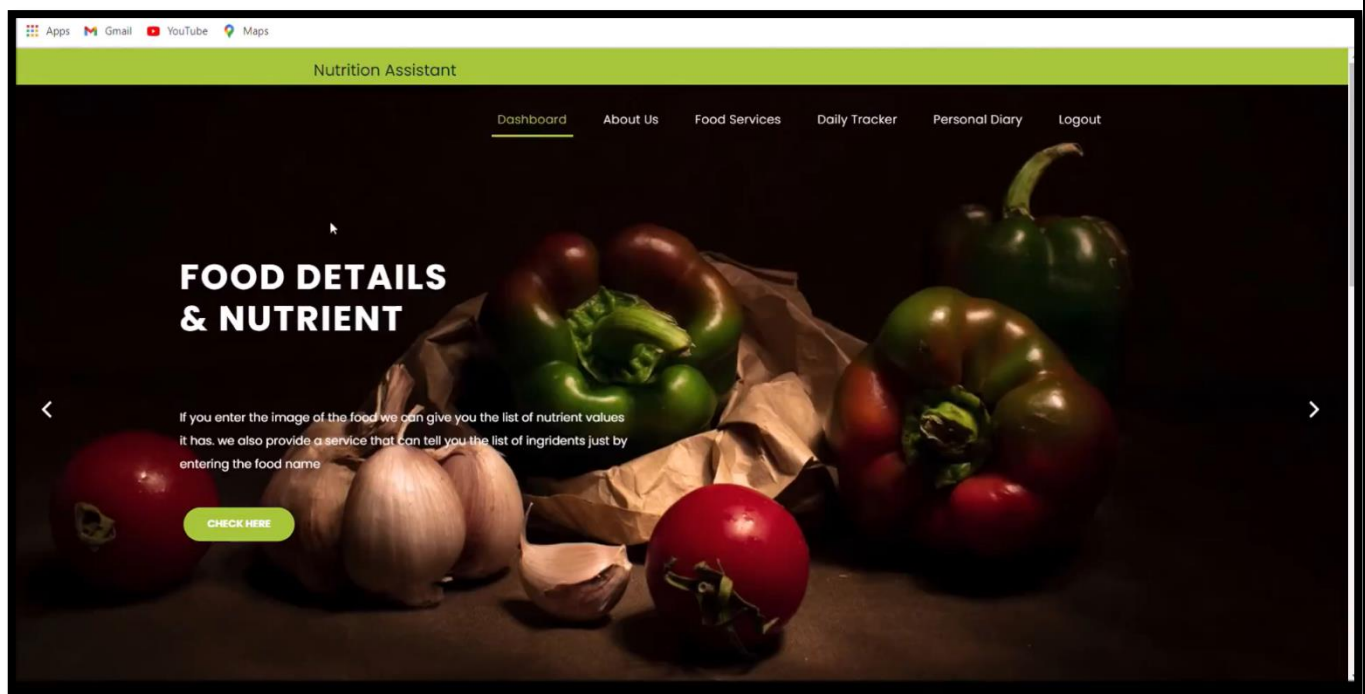 Apps Gmail YouTube Maps
Nutrition Assistant
Dashboard About Us Food Services Daily Tracker Personal Diary Logout
FOOD DETAILS
& NUTRIENT
If you enter the image of the food we can give you the list of nutrient values
it has. we also provide a service that can tell you the list of ingridents just by
entering the food name
CHECK HERE